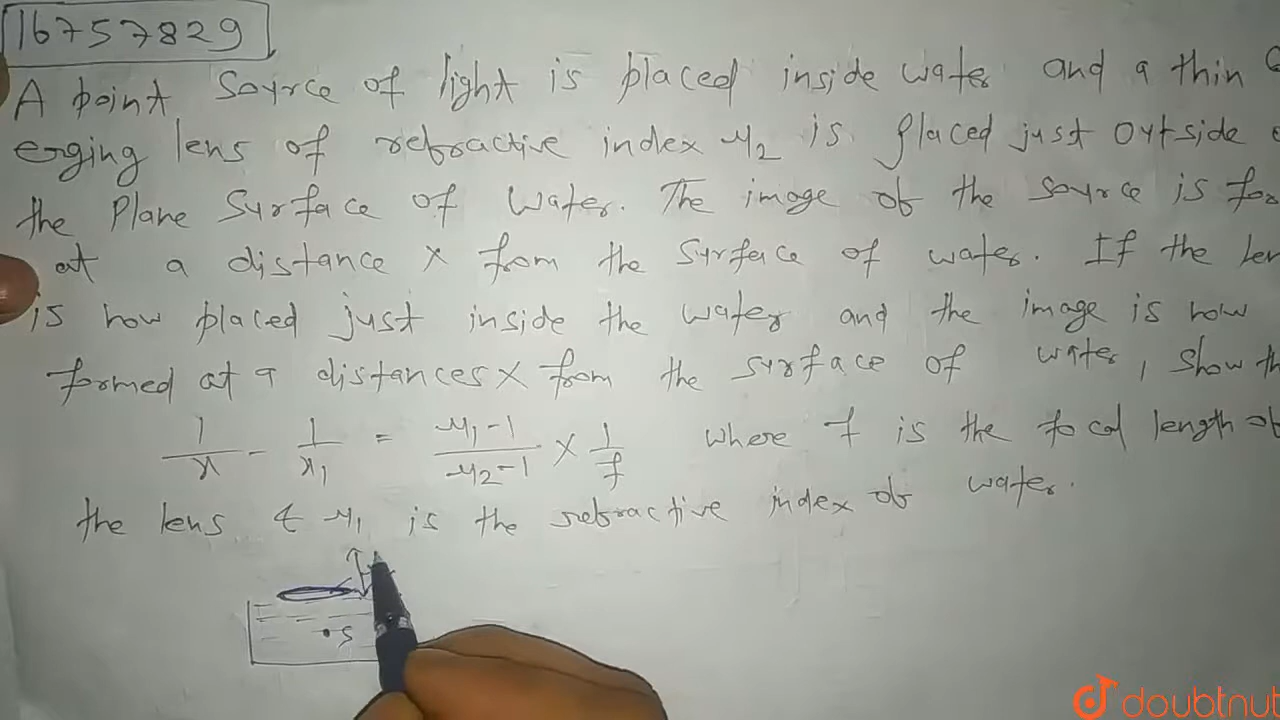 16757829
A point Soyrce of light is placed inside water and a thin C
erging lens of refractive index μ2 is placed just outside o
the Plane Surface of Water. The image of the source is for
at a distance x from the Surface of water. If the len
is now placed just inside the water and the image is now
formed at a distances x from the surface of water, show th
1/x - 1/x1 = μ1-1/μ2-1 × 1/f where f is the focal length of
the lens & μ1 is the refractive index of water.
S
doubtnut